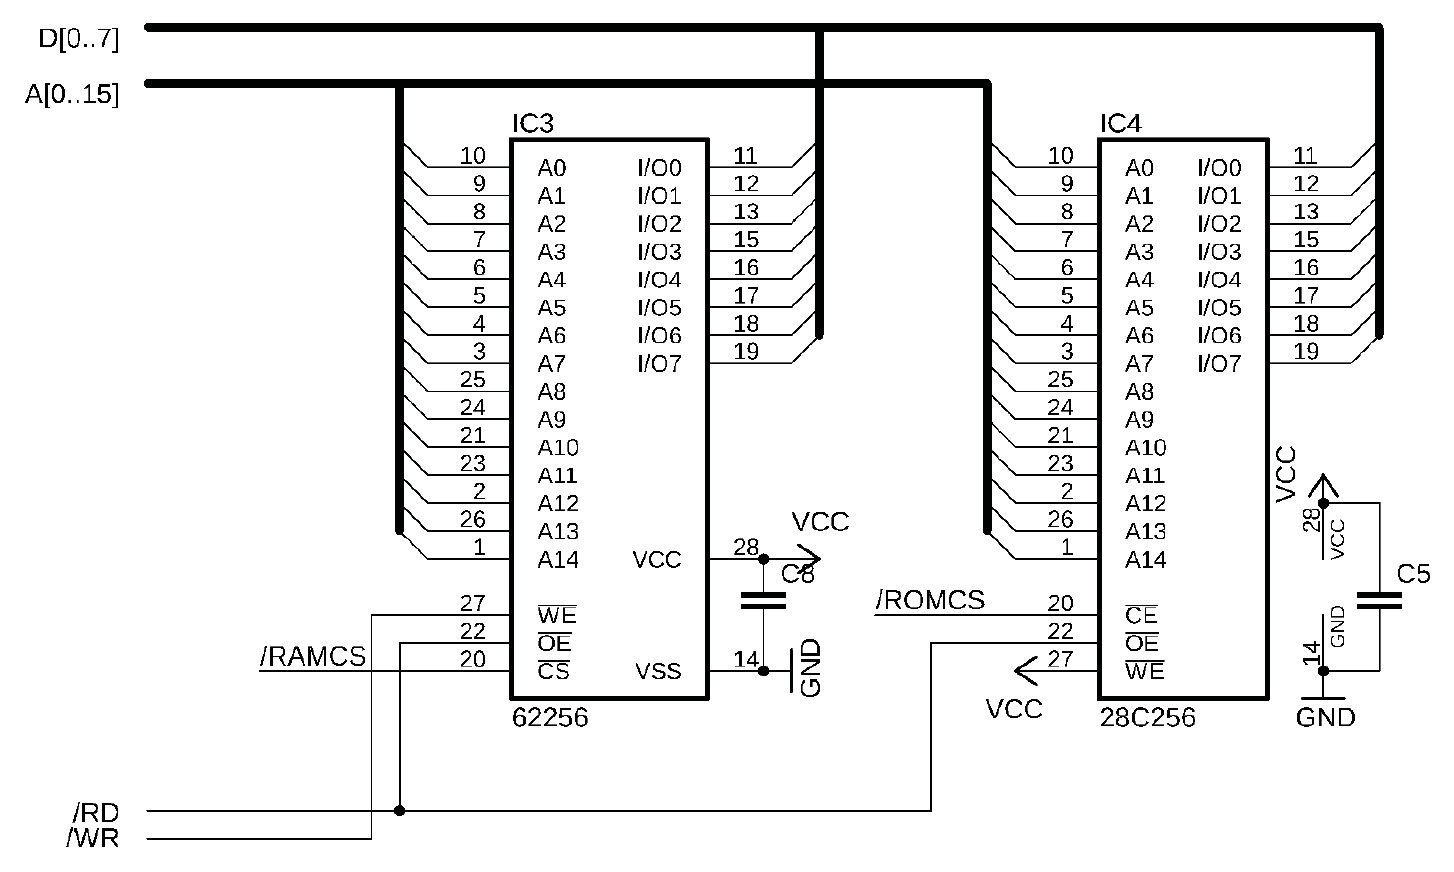 D[0..7]
A[0..15]
IC3
10 A0 I/O0 11
9 A1 I/O1 12
8 A2 I/O2 13
7 A3 I/O3 15
6 A4 I/O4 16
5 A5 I/O5 17
4 A6 I/O6 18
3 A7 I/O7 19
25 A8
24 A9
21 A10
23 A11
2 A12
26 A13
1 A14 VCC 28
VCC
C8
27 WE
22 OE
/RAMCS 20 CS VSS 14
GND
62256
IC4
10 A0 I/O0 11
9 A1 I/O1 12
8 A2 I/O2 13
7 A3 I/O3 15
6 A4 I/O4 16
5 A5 I/O5 17
4 A6 I/O6 18
3 A7 I/O7 19
25 A8
24 A9
21 A10
23 A11
2 A12
26 A13
1 A14
/ROMCS 20 CE
22 OE
27 WE
VCC
28C256
VCC
28 VCC
C5
14 GND
GND
/RD
/WR